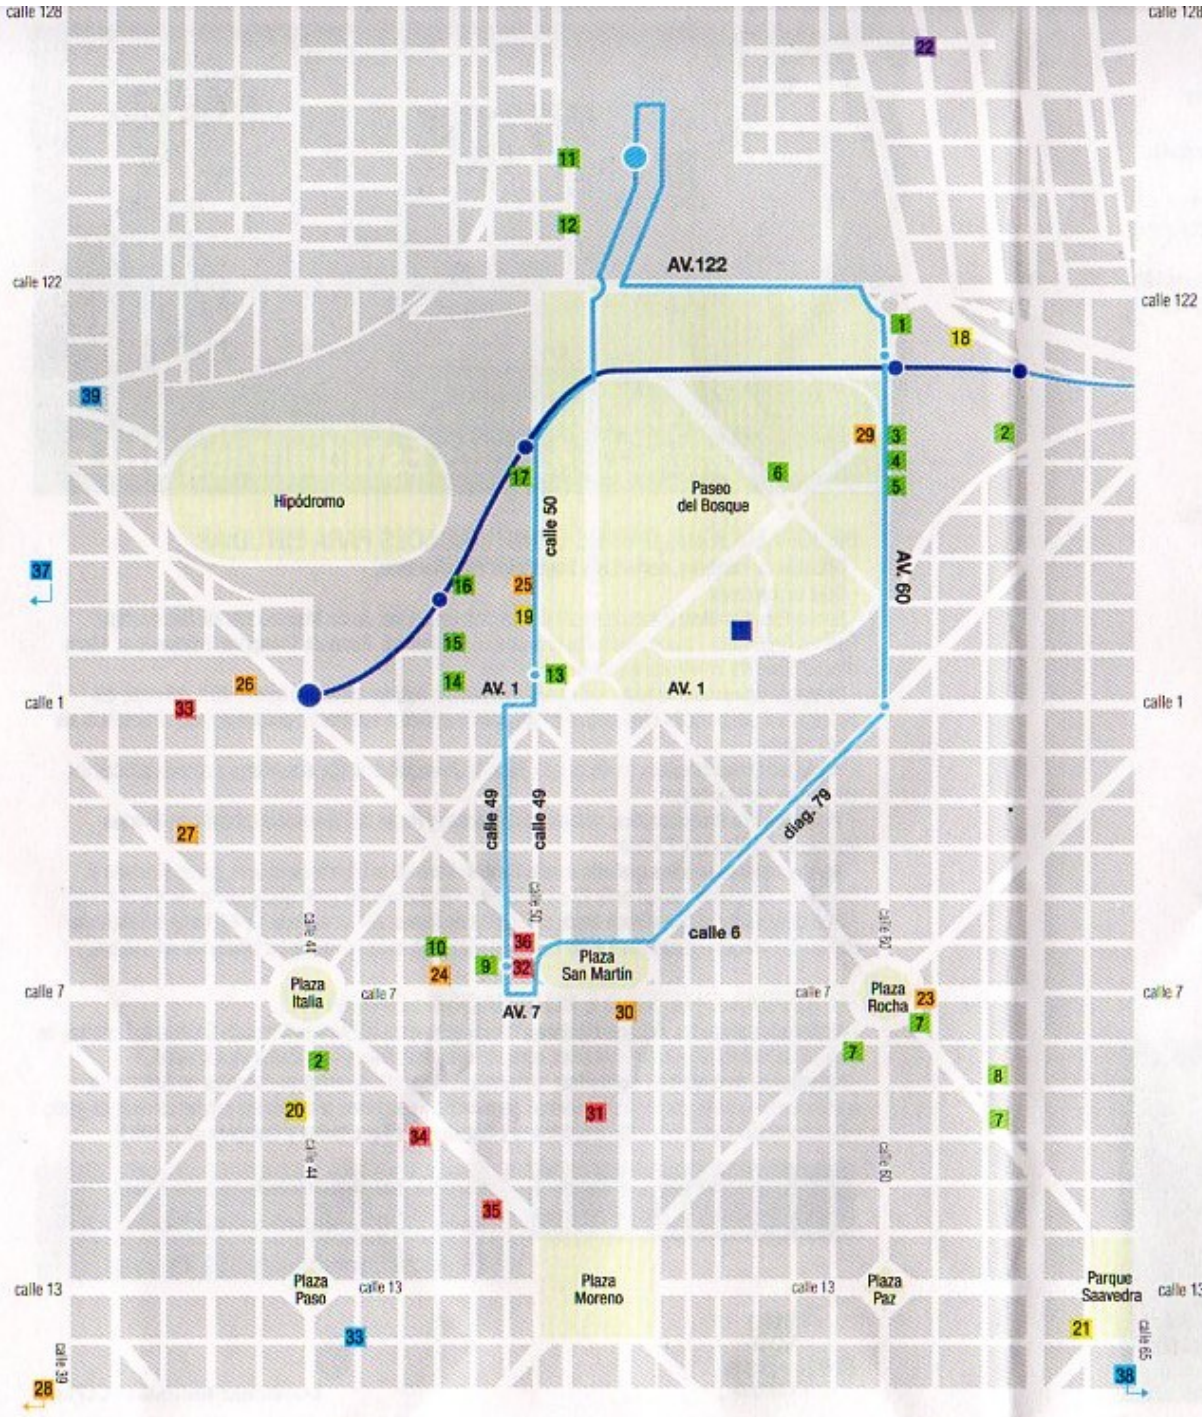 calle 128
calle 128
22
11
12
AV.122
calle 122
calle 122
1
18
39
29
3
2
4
6
17
5
Hipódromo
Paseo
del Bosque
calle 50
37
16
25
AV. 60
19
15
13
26
14
AV. 1
AV. 1
calle 1
33
calle 1
calle 49
calle 49
diag. 79
27
calle 50
calle 44
calle 60
calle 6
10
36
9
32
24
Plaza
San Martín
Plaza
Italia
calle 7
calle 7
calle 7
Plaza
Rocha
23
calle 7
AV. 7
30
7
2
7
8
20
31
7
34
calle 44
calle 60
35
calle 13
Plaza
Paso
calle 13
Plaza
Moreno
calle 13
Plaza
Paz
Parque
Saavedra
calle 13
33
21
calle 39
calle 65
28
38